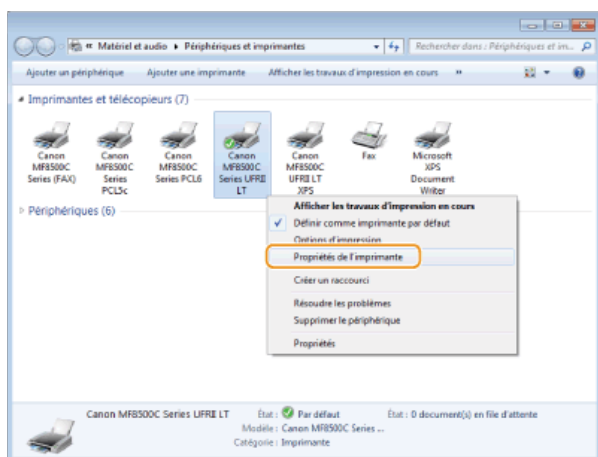 « Matériel et audio ▸ Périphériques et imprimantes
Rechercher dans : Périphériques et im...
Ajouter un périphérique Ajouter une imprimante Afficher les travaux d'impression en cours »
Imprimantes et télécopieurs (7)
Canon MF8500C Series (FAX)
Canon MF8500C Series PCL5c
Canon MF8500C Series PCL6
Canon MF8500C Series UFRII LT
Canon MF8500C UFRII LT XPS
Fax
Microsoft XPS Document Writer
Périphériques (6)
Afficher les travaux d'impression en cours
Définir comme imprimante par défaut
Options d'impression
Propriétés de l'imprimante
Créer un raccourci
Résoudre les problèmes
Supprimer le périphérique
Propriétés
Canon MF8500C Series UFRII LT État : Par défaut État : 0 document(s) en file d'attente
Modèle : Canon MF8500C Series ...
Catégorie : Imprimante